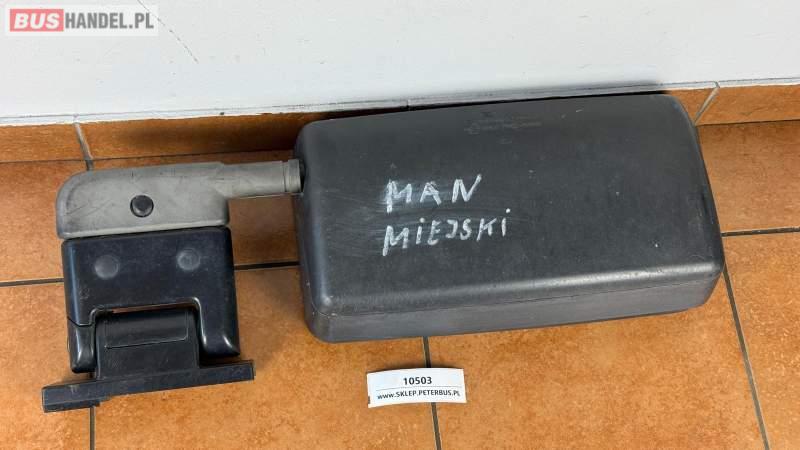 BUSHANDEL.PL
MAN
MIEJSKI
10503
www.SKLEP.PETERBUS.PL